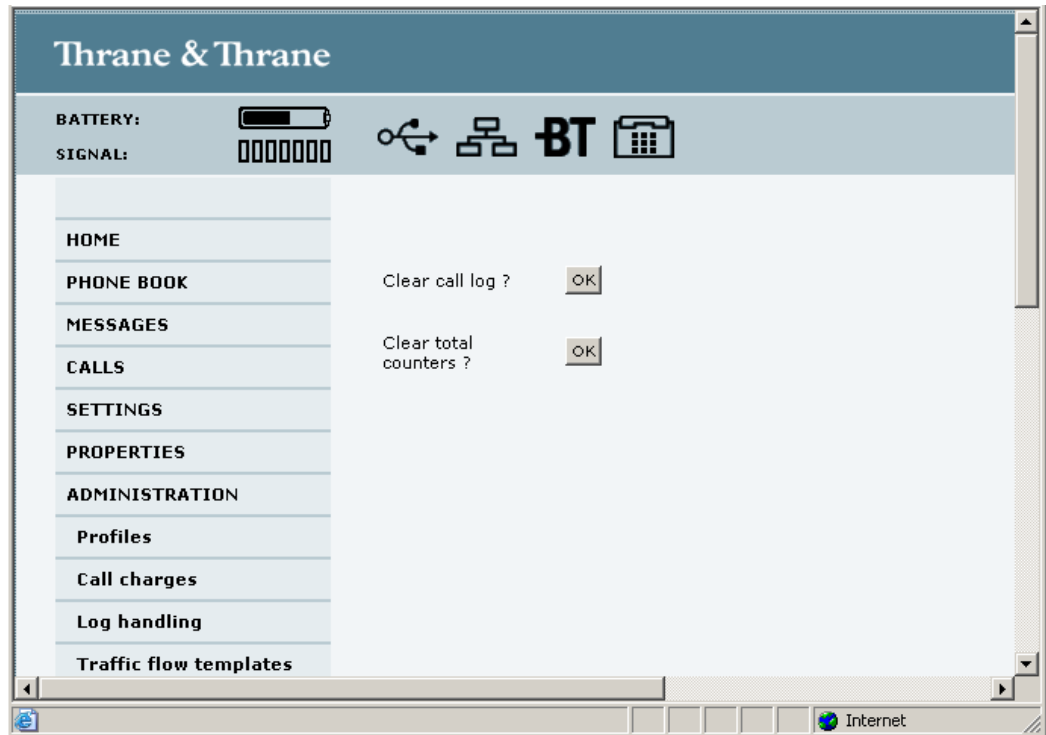 Thrane & Thrane
BATTERY:
SIGNAL:
BT
HOME
PHONE BOOK
MESSAGES
CALLS
SETTINGS
PROPERTIES
ADMINISTRATION
Profiles
Call charges
Log handling
Traffic flow templates
Clear call log ? OK
Clear total
counters ? OK
Internet